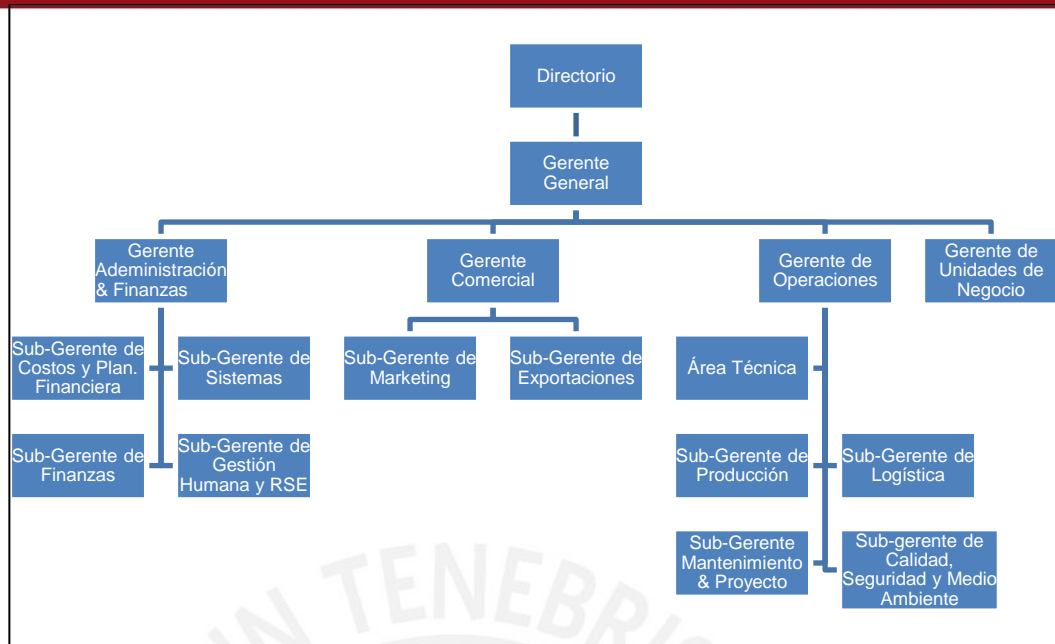 Directorio
Gerente
General
Gerente
Adeministración
& Finanzas
Gerente
Comercial
Gerente de
Operaciones
Gerente de
Unidades de
Negocio
Sub-Gerente de
Costos y Plan.
Financiera
Sub-Gerente de
Sistemas
Sub-Gerente de
Marketing
Sub-Gerente de
Exportaciones
Área Técnica
Sub-Gerente de
Finanzas
Sub-Gerente de
Gestión
Humana y RSE
Sub-Gerente de
Producción
Sub-Gerente de
Logística
Sub-Gerente
Mantenimiento
& Proyecto
Sub-gerente de
Calidad,
Seguridad y Medio
Ambiente
IN TENEBRIS